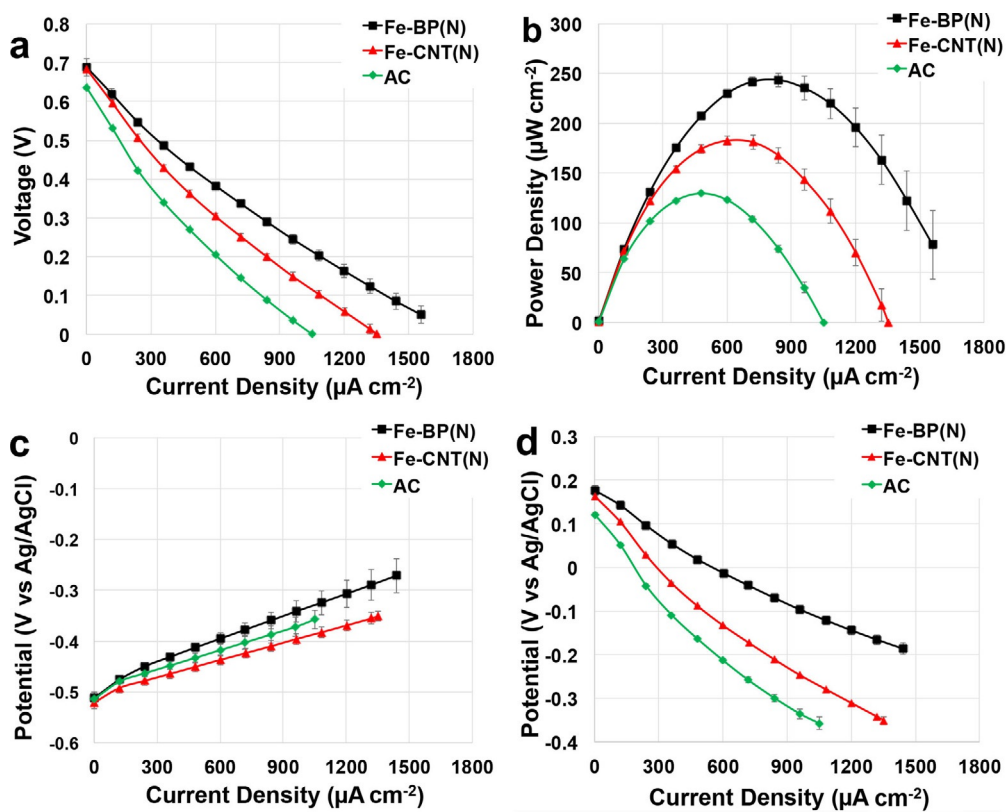 a
Fe-BP(N)
Fe-CNT(N)
AC
0.8
0.7
0.6
0.5
0.4
0.3
0.2
0.1
0
Voltage (V)
0 300 600 900 1200 1500 1800
Current Density (µA cm⁻²)
b
Fe-BP(N)
Fe-CNT(N)
AC
300
250
200
150
100
50
0
Power Density (µW cm⁻²)
0 300 600 900 1200 1500 1800
Current Density (µA cm⁻²)
c
Fe-BP(N)
Fe-CNT(N)
AC
0
-0.1
-0.2
-0.3
-0.4
-0.5
-0.6
Potential (V vs Ag/AgCl)
0 300 600 900 1200 1500 1800
Current Density (µA cm⁻²)
d
Fe-BP(N)
Fe-CNT(N)
AC
0.3
0.2
0.1
0
-0.1
-0.2
-0.3
-0.4
Potential (V vs Ag/AgCl)
0 300 600 900 1200 1500 1800
Current Density (µA cm⁻²)